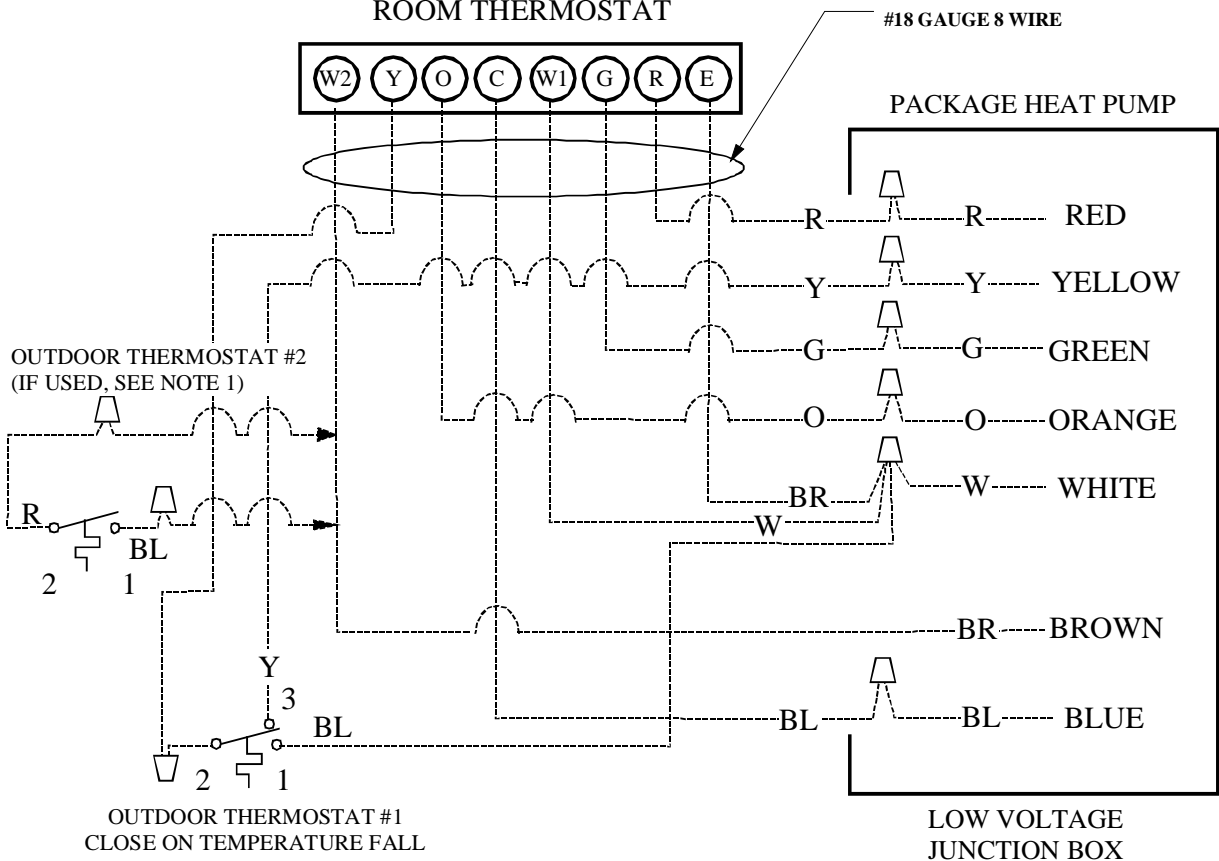 ROOM THERMOSTAT
#18 GAUGE 8 WIRE
W2 Y O C W1 G R E
PACKAGE HEAT PUMP
R R RED
Y Y YELLOW
G G GREEN
OUTDOOR THERMOSTAT #2
(IF USED, SEE NOTE 1)
O O ORANGE
BR W WHITE
R
W
BL
2 1
BR BROWN
Y
3
BL
BL BL BLUE
2 1
OUTDOOR THERMOSTAT #1
CLOSE ON TEMPERATURE FALL
LOW VOLTAGE
JUNCTION BOX